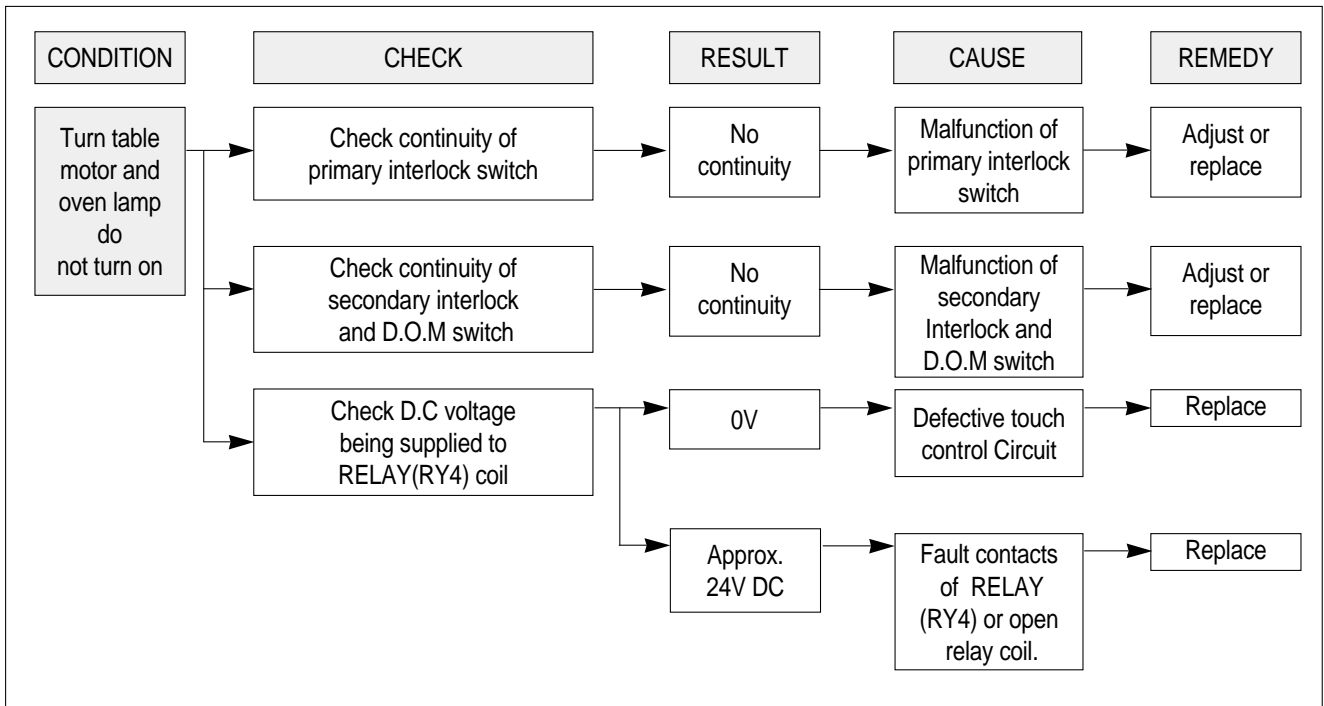 CONDITION
CHECK
RESULT
CAUSE
REMEDY
Turn table
motor and
oven lamp
do
not turn on
Check continuity of
primary interlock switch
No
continuity
Malfunction of
primary interlock
switch
Adjust or
replace
Check continuity of
secondary interlock
and D.O.M switch
No
continuity
Malfunction of
secondary
Interlock and
D.O.M switch
Adjust or
replace
Check D.C voltage
being supplied to
RELAY(RY4) coil
0V
Defective touch
control Circuit
Replace
Approx.
24V DC
Fault contacts
of RELAY
(RY4) or open
relay coil.
Replace